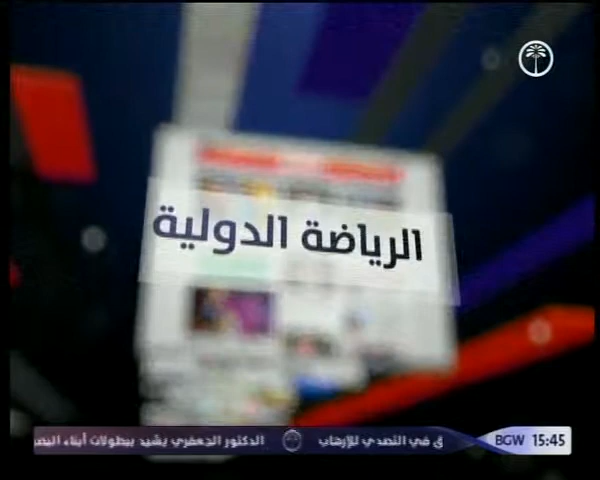 الرياضة الدولية
ق في التصدي للإرهاب الدكتور الجعفري يشيد ببطولات أبناء
BGW 15:45